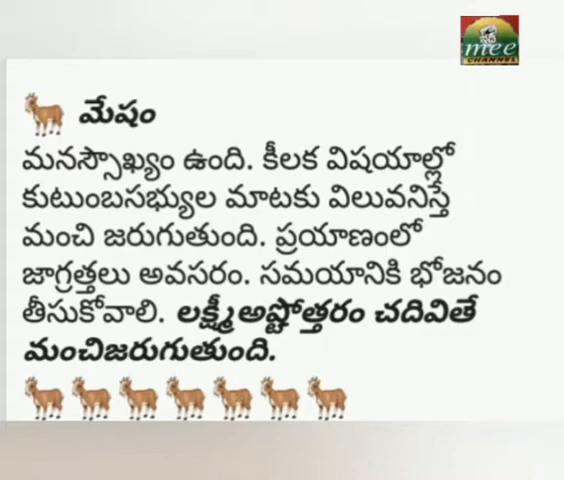 mee
CHANNEL
మేషం
మనస్సౌఖ్యం ఉంది. కీలక విషయాల్లో
కుటుంబసభ్యుల మాటకు విలువనిస్తే
మంచి జరుగుతుంది. ప్రయాణంలో
జాగ్రత్తలు అవసరం. సమయానికి భోజనం
తీసుకోవాలి. లక్ష్మీఅష్టోత్తరం చదివితే
మంచిజరుగుతుంది.